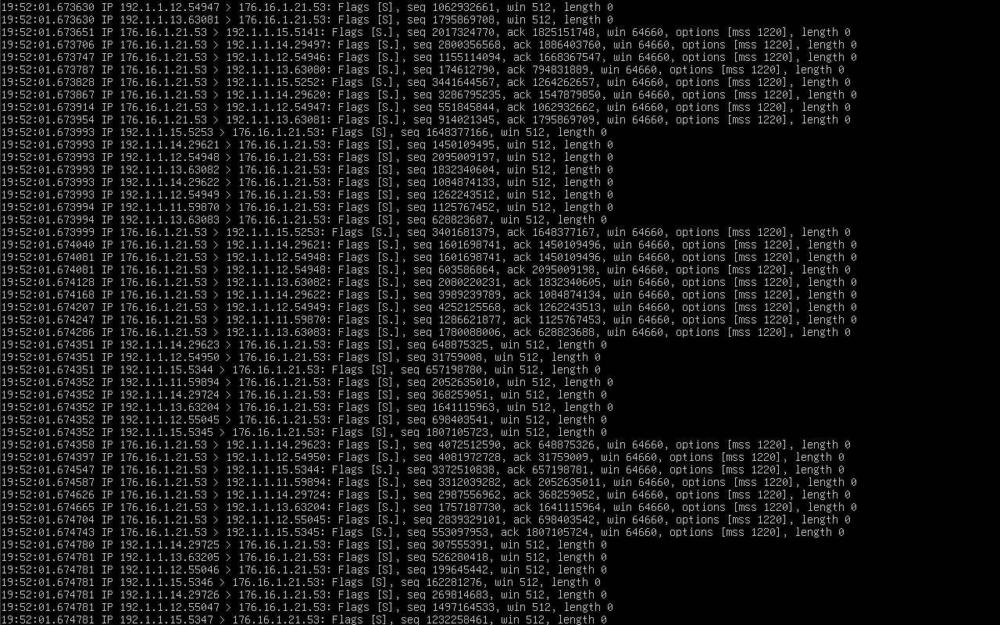 19:52:01.673630 IP 192.1.1.12.54947 > 176.16.1.21.53: Flags [S], seq 1062932661, win 512, length 0
19:52:01.673630 IP 192.1.1.13.63081 > 176.16.1.21.53: Flags [S], seq 1795869708, win 512, length 0
19:52:01.673651 IP 176.16.1.21.53 > 192.1.1.15.5141: Flags [S.], seq 2017324770, ack 1825151748, win 64660, options [mss 1220], length 0
19:52:01.673706 IP 176.16.1.21.53 > 192.1.1.14.29497: Flags [S.], seq 2800356568, ack 1886403760, win 64660, options [mss 1220], length 0
19:52:01.673747 IP 176.16.1.21.53 > 192.1.1.12.54946: Flags [S.], seq 1155114094, ack 1668367547, win 64660, options [mss 1220], length 0
19:52:01.673787 IP 176.16.1.21.53 > 192.1.1.13.63080: Flags [S.], seq 174612790, ack 794831889, win 64660, options [mss 1220], length 0
19:52:01.673828 IP 176.16.1.21.53 > 192.1.1.15.5252: Flags [S.], seq 3441644567, ack 1264262657, win 64660, options [mss 1220], length 0
19:52:01.673867 IP 176.16.1.21.53 > 192.1.1.14.29620: Flags [S.], seq 3286795235, ack 1547879850, win 64660, options [mss 1220], length 0
19:52:01.673914 IP 176.16.1.21.53 > 192.1.1.12.54947: Flags [S.], seq 551845844, ack 1062932662, win 64660, options [mss 1220], length 0
19:52:01.673954 IP 176.16.1.21.53 > 192.1.1.13.63081: Flags [S.], seq 914021345, ack 1795869709, win 64660, options [mss 1220], length 0
19:52:01.673993 IP 192.1.1.15.5253 > 176.16.1.21.53: Flags [S], seq 1648377166, win 512, length 0
19:52:01.673993 IP 192.1.1.14.29621 > 176.16.1.21.53: Flags [S], seq 1450109495, win 512, length 0
19:52:01.673993 IP 192.1.1.12.54948 > 176.16.1.21.53: Flags [S], seq 2095009197, win 512, length 0
19:52:01.673993 IP 192.1.1.13.63082 > 176.16.1.21.53: Flags [S], seq 1832340604, win 512, length 0
19:52:01.673993 IP 192.1.1.14.29622 > 176.16.1.21.53: Flags [S], seq 1084874133, win 512, length 0
19:52:01.673993 IP 192.1.1.12.54949 > 176.16.1.21.53: Flags [S], seq 1262243512, win 512, length 0
19:52:01.673994 IP 192.1.1.11.59870 > 176.16.1.21.53: Flags [S], seq 1125767452, win 512, length 0
19:52:01.673994 IP 192.1.1.13.63083 > 176.16.1.21.53: Flags [S], seq 628823687, win 512, length 0
19:52:01.673999 IP 176.16.1.21.53 > 192.1.1.15.5253: Flags [S.], seq 3401681379, ack 1648377167, win 64660, options [mss 1220], length 0
19:52:01.674040 IP 176.16.1.21.53 > 192.1.1.14.29621: Flags [S.], seq 1601698741, ack 1450109496, win 64660, options [mss 1220], length 0
19:52:01.674081 IP 176.16.1.21.53 > 192.1.1.12.54948: Flags [S.], seq 1601698741, ack 1450109496, win 64660, options [mss 1220], length 0
19:52:01.674081 IP 176.16.1.21.53 > 192.1.1.12.54948: Flags [S.], seq 603586864, ack 2095009198, win 64660, options [mss 1220], length 0
19:52:01.674128 IP 176.16.1.21.53 > 192.1.1.13.63082: Flags [S.], seq 2080220231, ack 1832340605, win 64660, options [mss 1220], length 0
19:52:01.674168 IP 176.16.1.21.53 > 192.1.1.14.29622: Flags [S.], seq 3989239789, ack 1084874134, win 64660, options [mss 1220], length 0
19:52:01.674207 IP 176.16.1.21.53 > 192.1.1.12.54949: Flags [S.], seq 4252125568, ack 1262243513, win 64660, options [mss 1220], length 0
19:52:01.674247 IP 176.16.1.21.53 > 192.1.1.11.59870: Flags [S.], seq 1286621877, ack 1125767453, win 64660, options [mss 1220], length 0
19:52:01.674286 IP 176.16.1.21.53 > 192.1.1.13.63083: Flags [S.], seq 1780088006, ack 628823688, win 64660, options [mss 1220], length 0
19:52:01.674351 IP 192.1.1.14.29623 > 176.16.1.21.53: Flags [S], seq 648875325, win 512, length 0
19:52:01.674351 IP 192.1.1.12.54950 > 176.16.1.21.53: Flags [S], seq 31759008, win 512, length 0
19:52:01.674351 IP 192.1.1.15.5344 > 176.16.1.21.53: Flags [S], seq 657198780, win 512, length 0
19:52:01.674352 IP 192.1.1.11.59894 > 176.16.1.21.53: Flags [S], seq 2052635010, win 512, length 0
19:52:01.674352 IP 192.1.1.14.29724 > 176.16.1.21.53: Flags [S], seq 368259051, win 512, length 0
19:52:01.674352 IP 192.1.1.13.63204 > 176.16.1.21.53: Flags [S], seq 1641115963, win 512, length 0
19:52:01.674352 IP 192.1.1.12.55045 > 176.16.1.21.53: Flags [S], seq 698403541, win 512, length 0
19:52:01.674352 IP 192.1.1.15.5345 > 176.16.1.21.53: Flags [S], seq 1807105723, win 512, length 0
19:52:01.674358 IP 176.16.1.21.53 > 192.1.1.14.29623: Flags [S.], seq 4072512590, ack 648875326, win 64660, options [mss 1220], length 0
19:52:01.674397 IP 176.16.1.21.53 > 192.1.1.12.54950: Flags [S.], seq 4081972728, ack 31759009, win 64660, options [mss 1220], length 0
19:52:01.674547 IP 176.16.1.21.53 > 192.1.1.15.5344: Flags [S.], seq 3372510838, ack 657198781, win 64660, options [mss 1220], length 0
19:52:01.674587 IP 176.16.1.21.53 > 192.1.1.11.59894: Flags [S.], seq 3312039282, ack 2052635011, win 64660, options [mss 1220], length 0
19:52:01.674626 IP 176.16.1.21.53 > 192.1.1.14.29724: Flags [S.], seq 2987556962, ack 368259052, win 64660, options [mss 1220], length 0
19:52:01.674665 IP 176.16.1.21.53 > 192.1.1.13.63204: Flags [S.], seq 1757187730, ack 1641115964, win 64660, options [mss 1220], length 0
19:52:01.674704 IP 176.16.1.21.53 > 192.1.1.12.55045: Flags [S.], seq 2839329101, ack 698403542, win 64660, options [mss 1220], length 0
19:52:01.674743 IP 176.16.1.21.53 > 192.1.1.15.5345: Flags [S.], seq 553097953, ack 1807105724, win 64660, options [mss 1220], length 0
19:52:01.674780 IP 192.1.1.14.29725 > 176.16.1.21.53: Flags [S], seq 307555391, win 512, length 0
19:52:01.674781 IP 192.1.1.13.63205 > 176.16.1.21.53: Flags [S], seq 526280418, win 512, length 0
19:52:01.674781 IP 192.1.1.12.55046 > 176.16.1.21.53: Flags [S], seq 199645442, win 512, length 0
19:52:01.674781 IP 192.1.1.15.5346 > 176.16.1.21.53: Flags [S], seq 162281276, win 512, length 0
19:52:01.674781 IP 192.1.1.14.29726 > 176.16.1.21.53: Flags [S], seq 269814683, win 512, length 0
19:52:01.674781 IP 192.1.1.12.55047 > 176.16.1.21.53: Flags [S], seq 1497164533, win 512, length 0
19:52:01.674781 IP 192.1.1.15.5347 > 176.16.1.21.53: Flags [S], seq 1232258461, win 512, length 0